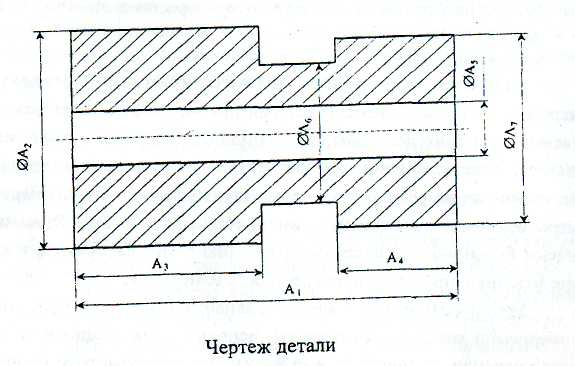 ØA₂
ØA₆
ØA₅
ØA₇
A₃
A₄
A₁
Чертеж детали